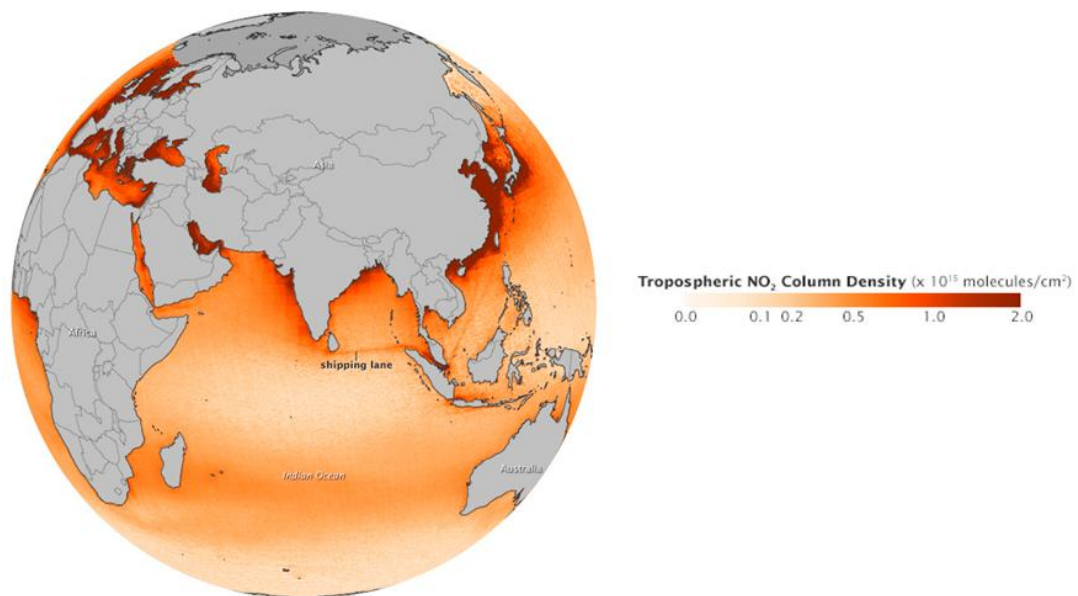 Asia
Tropospheric NO₂ Column Density (x 10¹⁵ molecules/cm²)
0.0 0.1 0.2 0.5 1.0 2.0
Africa
shipping lane
Indian Ocean
Australia